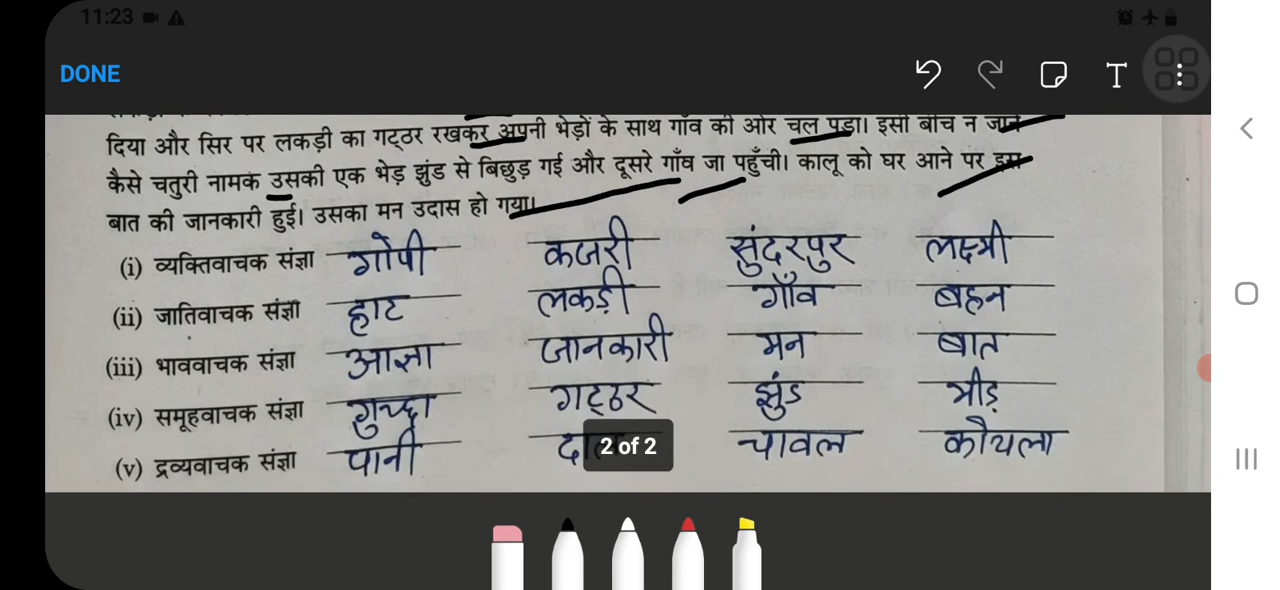 11:23
DONE
T
दिया और सिर पर लकड़ी का गट्ठर रखकर अपनी भेड़ों के साथ गाँव की ओर चल पड़ा। इसी बीच न जाने
कैसे चतुरी नामक उसकी एक भेड़ झुंड से बिछुड़ गई और दूसरे गाँव जा पहुँची। कालू को घर आने पर इस
बात की जानकारी हुई। उसका मन उदास हो गया।
(i) व्यक्तिवाचक संज्ञा गोपी कजरी सुंदरपुर लक्ष्मी
(ii) जातिवाचक संज्ञा हाट लकड़ी गाँव बहन
(iii) भाववाचक संज्ञा आज्ञा जानकारी मन बात
(iv) समूहवाचक संज्ञा गुच्छा गट्ठर झुंड भीड़
(v) द्रव्यवाचक संज्ञा पानी चावल कोयला
2 of 2